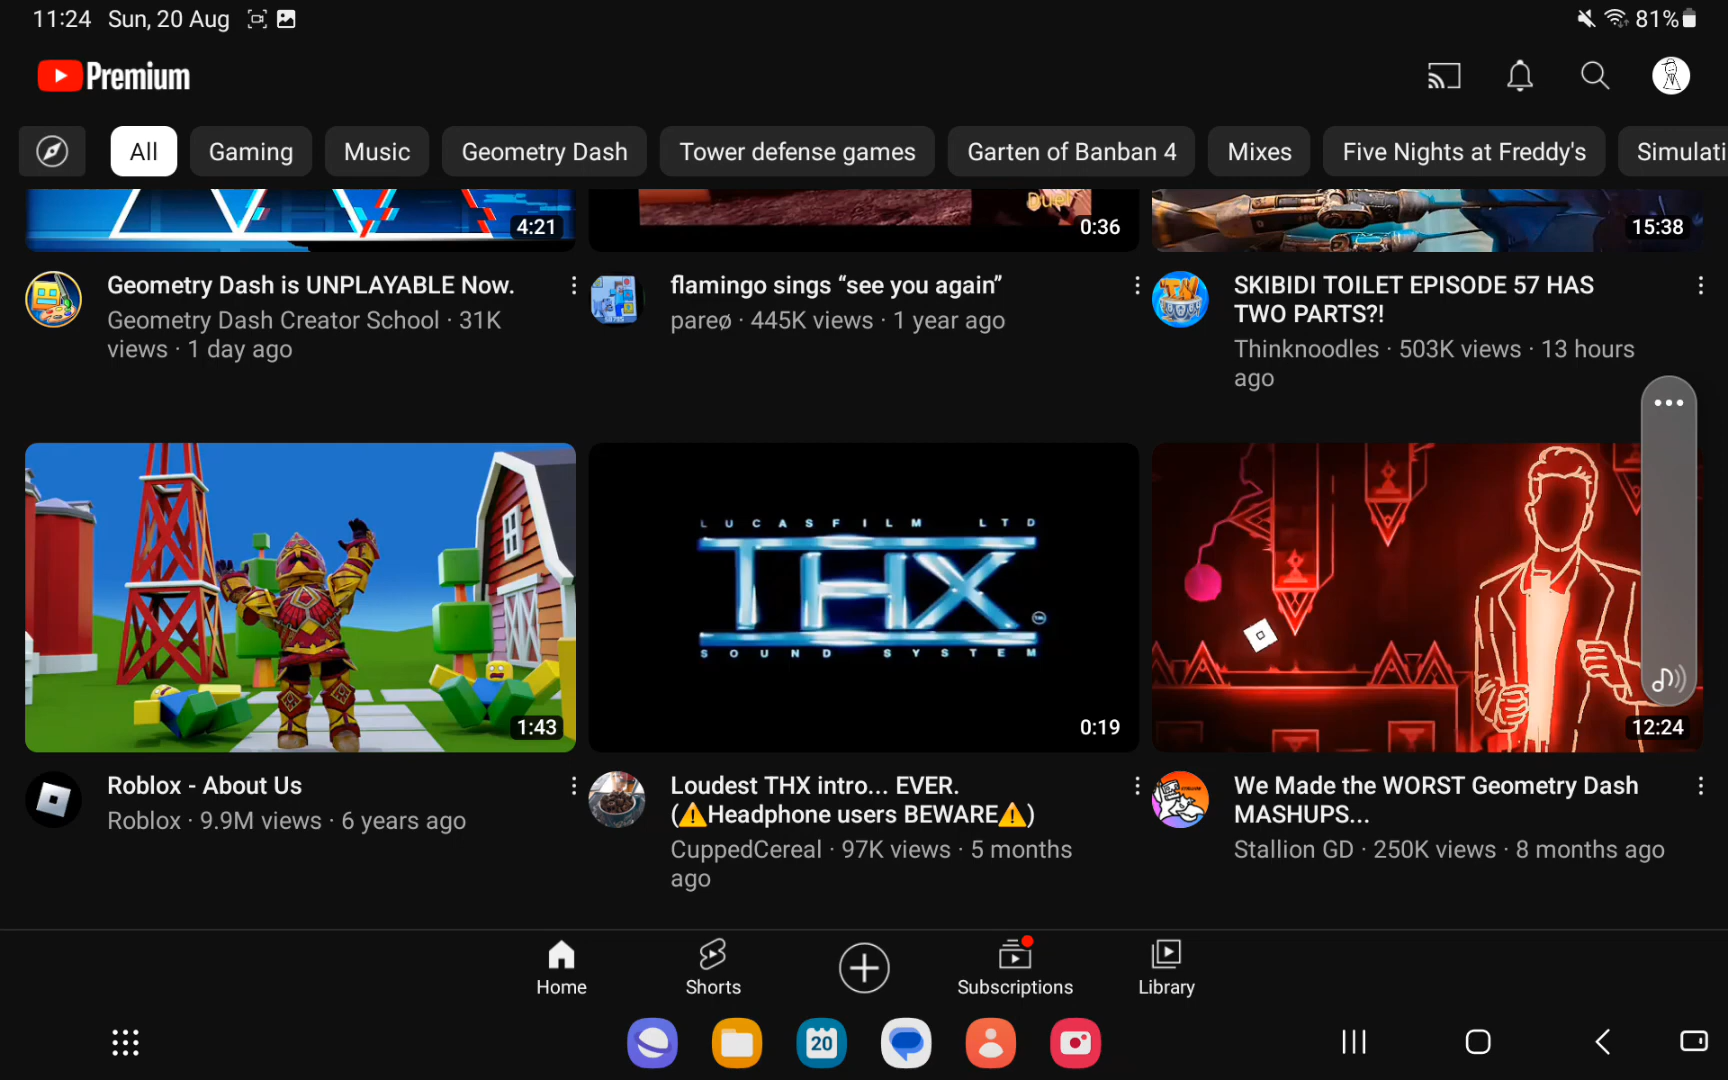 11:24 Sun, 20 Aug
81%
Premium
All
Gaming
Music
Geometry Dash
Tower defense games
Garten of Banban 4
Mixes
Five Nights at Freddy's
Simulati
4:21
Duel
0:36
15:38
Geometry Dash is UNPLAYABLE Now.
Geometry Dash Creator School · 31K
views · 1 day ago
flamingo sings “see you again”
pareø · 445K views · 1 year ago
SKIBIDI TOILET EPISODE 57 HAS
TWO PARTS?!
Thinknoodles · 503K views · 13 hours
ago
1:43
LUCASFILM LTD
THX
SOUND SYSTEM
0:19
12:24
Roblox - About Us
Roblox · 9.9M views · 6 years ago
Loudest THX intro... EVER.
(⚠Headphone users BEWARE⚠)
CuppedCereal · 97K views · 5 months
ago
We Made the WORST Geometry Dash
MASHUPS...
Stallion GD · 250K views · 8 months ago
Home
Shorts
Subscriptions
Library
20